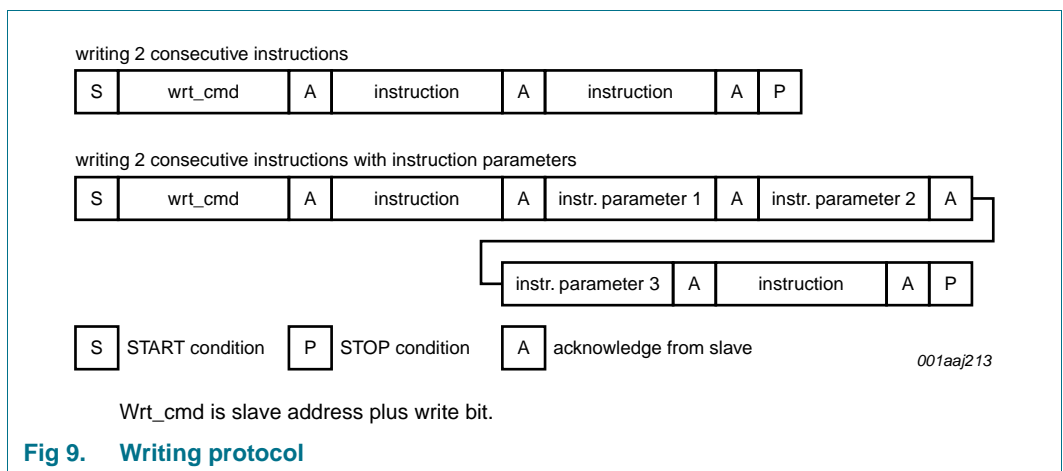 writing 2 consecutive instructions
S wrt_cmd A instruction A instruction A P
writing 2 consecutive instructions with instruction parameters
S wrt_cmd A instruction A instr. parameter 1 A instr. parameter 2 A
instr. parameter 3 A instruction A P
S START condition P STOP condition A acknowledge from slave
001aaj213
Wrt_cmd is slave address plus write bit.
Fig 9. Writing protocol